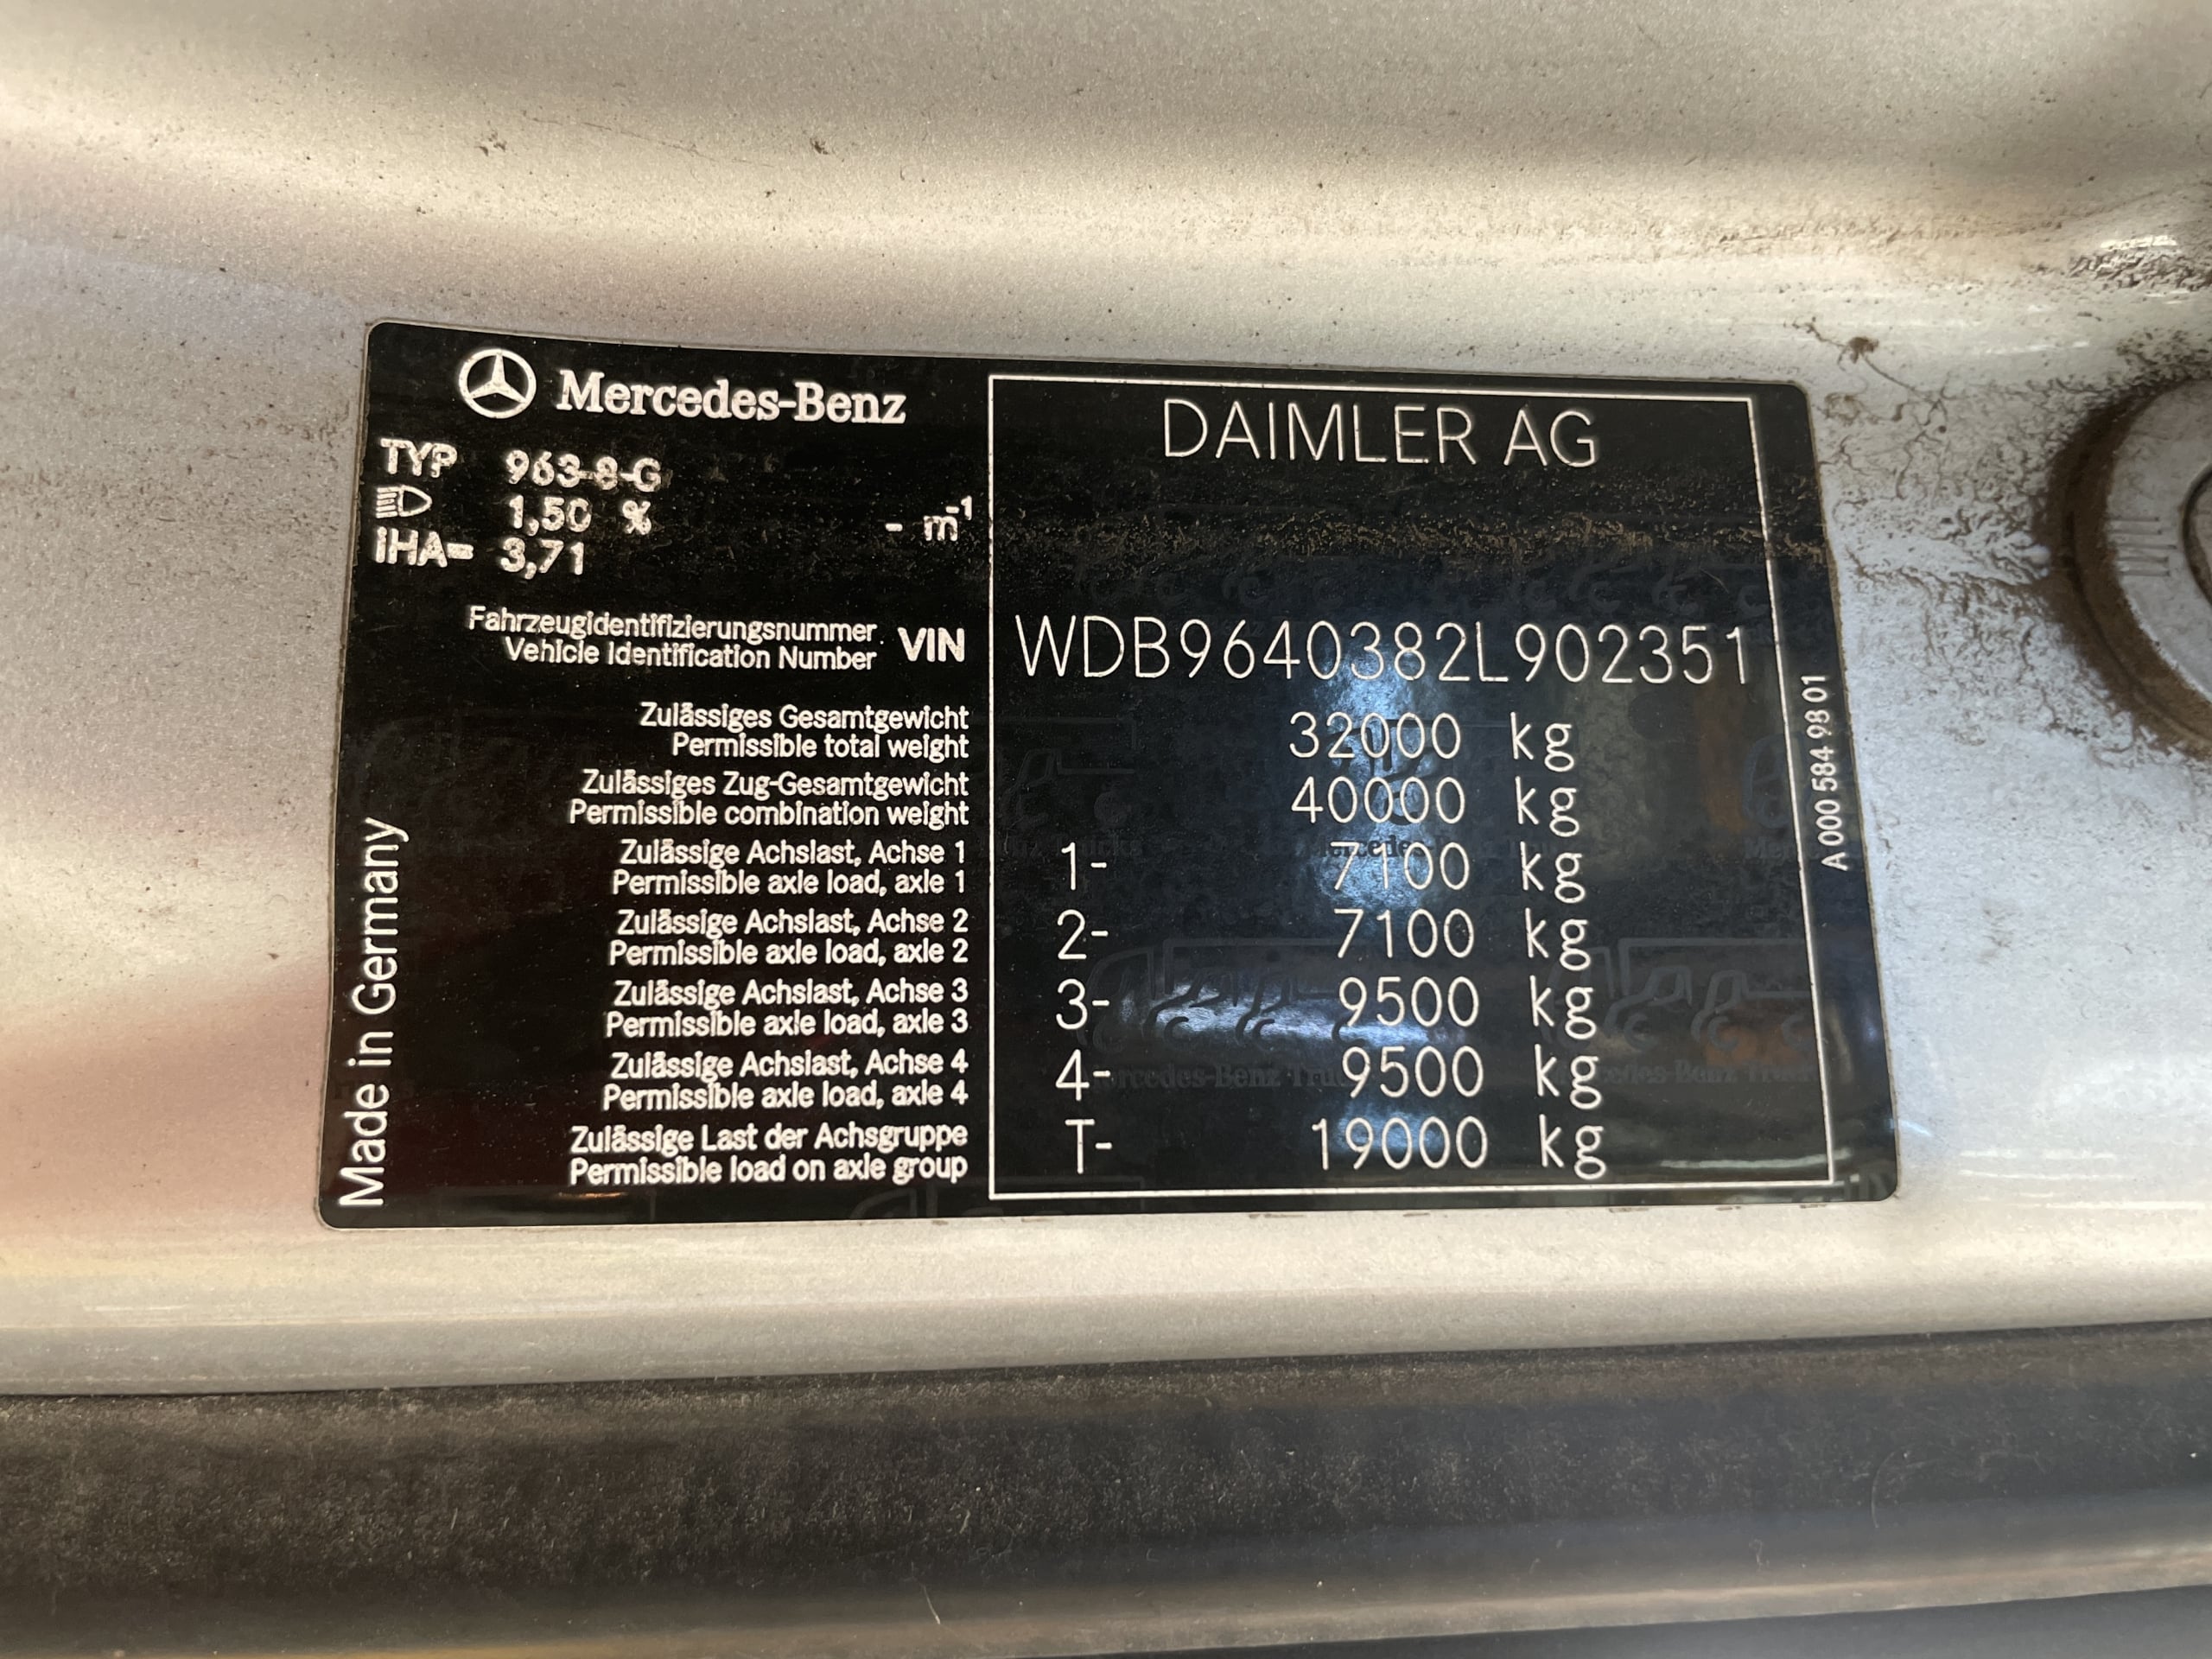 Mercedes-Benz
DAIMLER AG
TYP 963-8-G
1,50 % - m-1
IHA= 3,71
Fahrzeugidentifizierungsnummer
Vehicle Identification Number
VIN WDB9640382L902351
Zulässiges Gesamtgewicht
Permissible total weight
32000 kg
Zulässiges Zug-Gesamtgewicht
Permissible combination weight
40000 kg
Zulässige Achslast, Achse 1
Permissible axle load, axle 1
1- 7100 kg
Zulässige Achslast, Achse 2
Permissible axle load, axle 2
2- 7100 kg
Zulässige Achslast, Achse 3
Permissible axle load, axle 3
3- 9500 kg
Zulässige Achslast, Achse 4
Permissible axle load, axle 4
4- 9500 kg
Zulässige Last der Achsgruppe
Permissible load on axle group
T- 19000 kg
Made in Germany
A 000 584 98 01